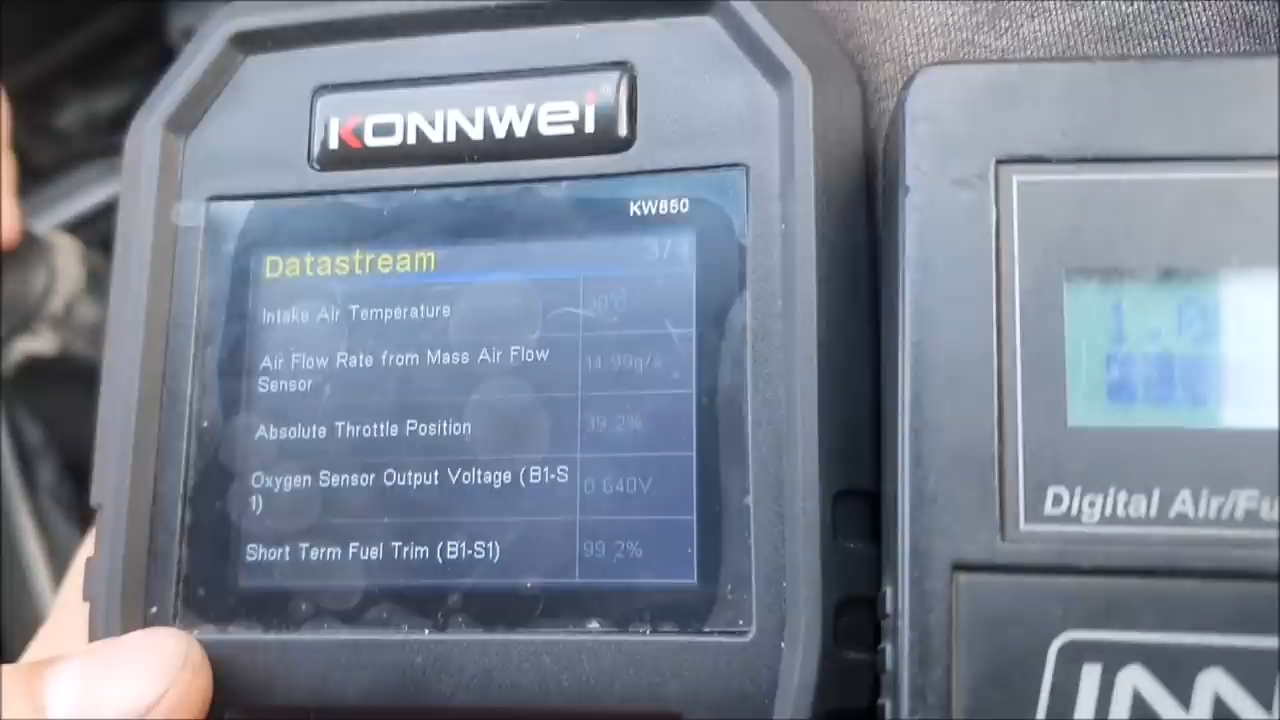 KONNWEI
KW850
Datastream
Intake Air Temperature
Air Flow Rate from Mass Air Flow
Sensor
14.99g/s
Absolute Throttle Position
39.2%
Oxygen Sensor Output Voltage (B1-S
1)
0.640V
Short Term Fuel Trim (B1-S1)
99.2%
Digital Air/Fu